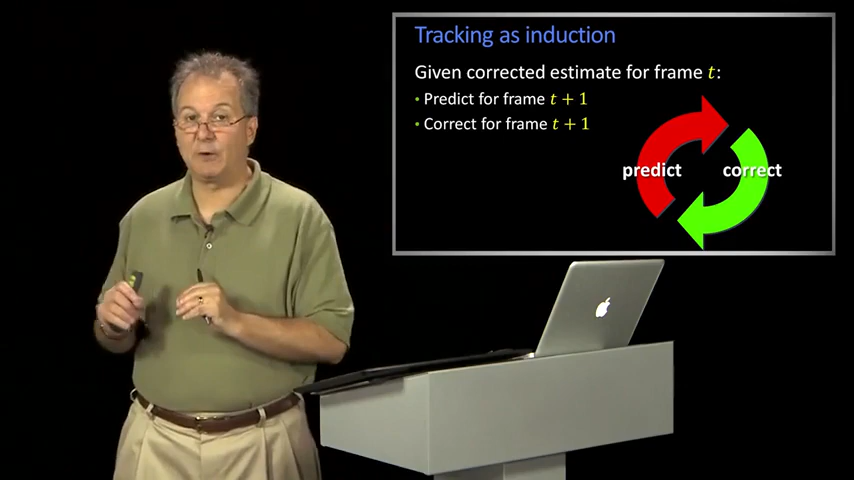 Tracking as induction
Given corrected estimate for frame t:
• Predict for frame t + 1
• Correct for frame t + 1
predict
correct